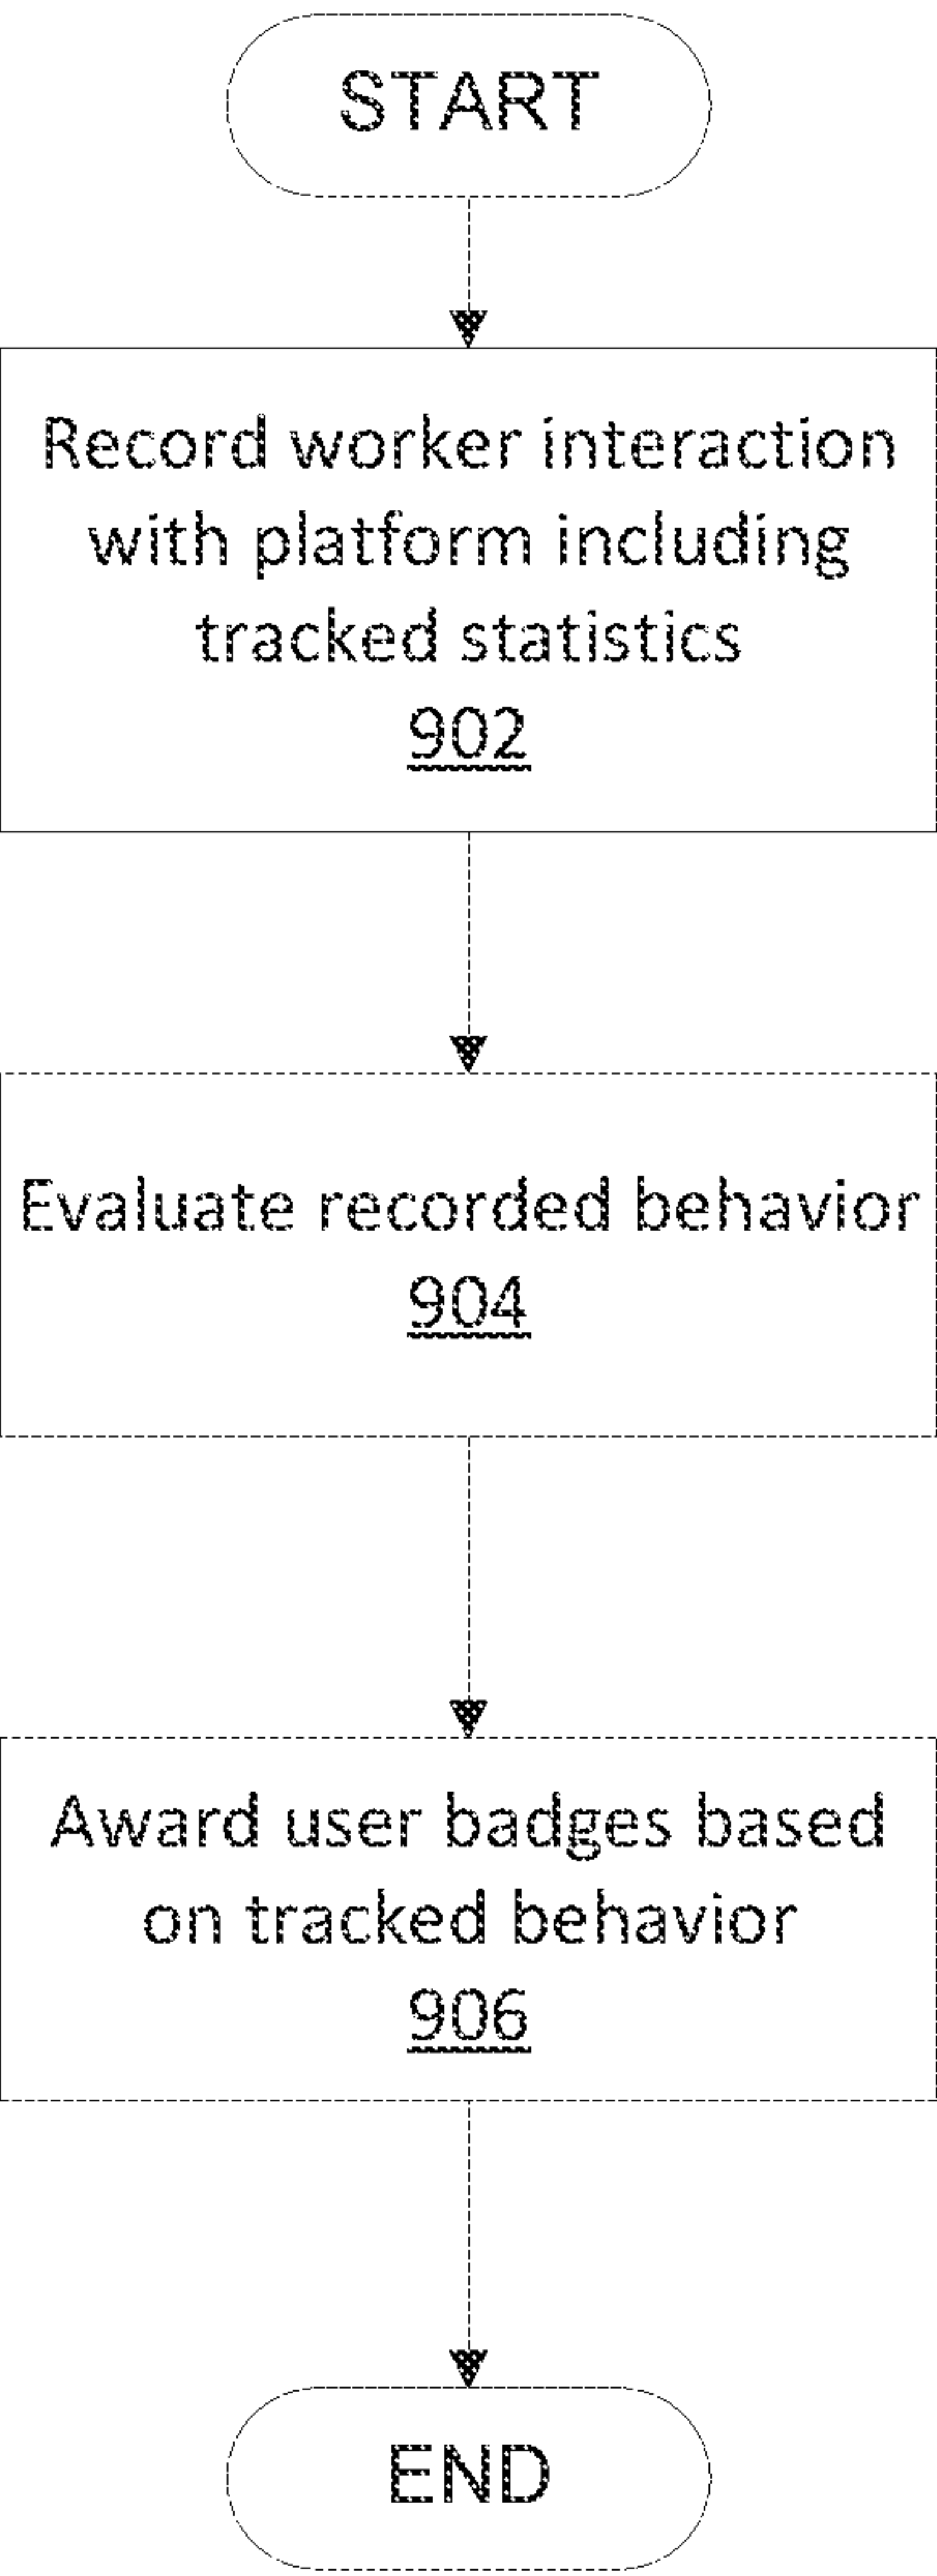 START
Record worker interaction
with platform including
tracked statistics
902
Evaluate recorded behavior
904
Award user badges based
on tracked behavior
906
END